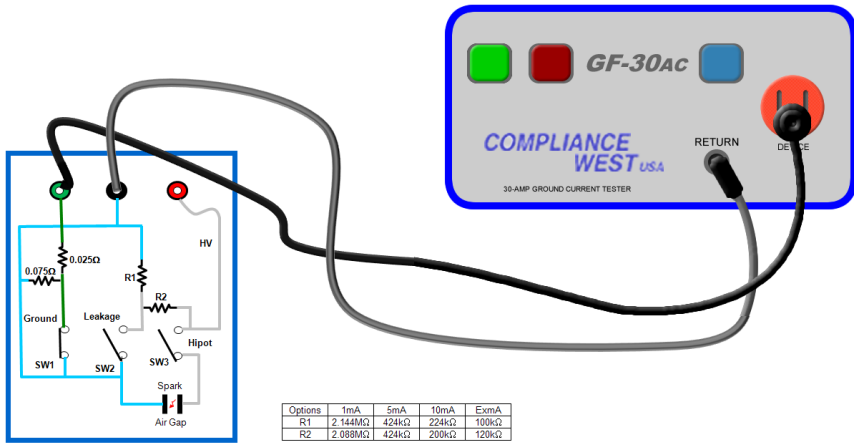 GF-30AC
COMPLIANCE
WEST USA
RETURN
30-AMP GROUND CURRENT TESTER
HV
0.025Ω
0.075Ω
R1
R2
Ground
Leakage
Hipot
SW1
SW2
SW3
Spark
Air Gap
Options 1mA 5mA 10mA ExmA
R1 2.144MΩ 424kΩ 224kΩ 100kΩ
R2 2.088MΩ 424kΩ 200kΩ 120kΩ